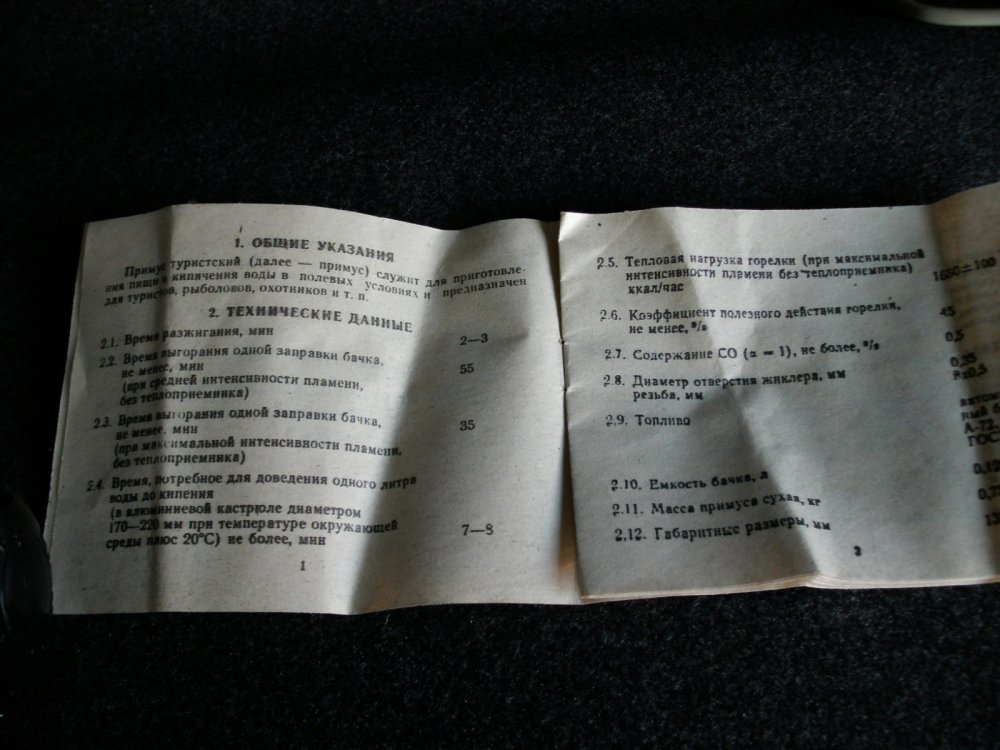 1. ОБЩИЕ УКАЗАНИЯ
Примус туристский (далее — примус) служит для приготовле-
ния пищи и кипячения воды в полевых условиях и предназначен
для туристов, рыболовов, охотников и т. п.
2. ТЕХНИЧЕСКИЕ ДАННЫЕ
2.1. Время разжигания, мин 2—3
2.2. Время выгорания одной заправки бачка,
не менее, мин 55
(при средней интенсивности пламени,
без теплоприемника)
2.3. Время выгорания одной заправки бачка,
не менее, мин 35
(при максимальной интенсивности пламени,
без теплоприемника)
2.4. Время, потребное для доведения одного литра
воды до кипения
(в алюминиевой кастрюле диаметром
170—220 мм при температуре окружающей
среды плюс 20°С) не более, мин 7—8
1
2.5. Тепловая нагрузка горелки (при максимальной
интенсивности пламени без теплоприемника)
ккал/час 1650±100
2.6. Коэффициент полезного действия горелки,
не менее, % 45
2.7. Содержание СО (α = 1), не более, % 0,5
2.8. Диаметр отверстия жиклера, мм 0,35
резьба, мм
2.9. Топливо автом
А-72
ГОС
2.10. Емкость бачка, л 0,12
2.11. Масса примуса сухая, кг 0,7
2.12. Габаритные размеры, мм 12
2